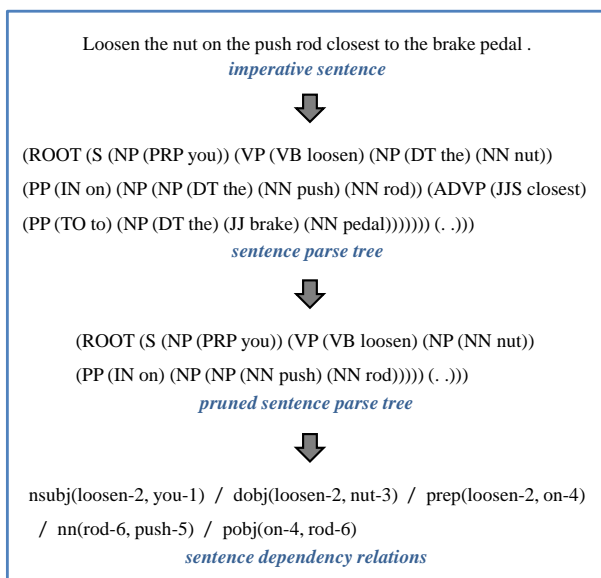 Loosen the nut on the push rod closest to the brake pedal .
imperative sentence
(ROOT (S (NP (PRP you)) (VP (VB loosen) (NP (DT the) (NN nut))
(PP (IN on) (NP (NP (DT the) (NN push) (NN rod)) (ADVP (JJS closest)
(PP (TO to) (NP (DT the) (JJ brake) (NN pedal))))))) (. .)))
sentence parse tree
(ROOT (S (NP (PRP you)) (VP (VB loosen) (NP (NN nut))
(PP (IN on) (NP (NP (NN push) (NN rod))))) (. .)))
pruned sentence parse tree
nsubj(loosen-2, you-1) / dobj(loosen-2, nut-3) / prep(loosen-2, on-4)
/ nn(rod-6, push-5) / pobj(on-4, rod-6)
sentence dependency relations